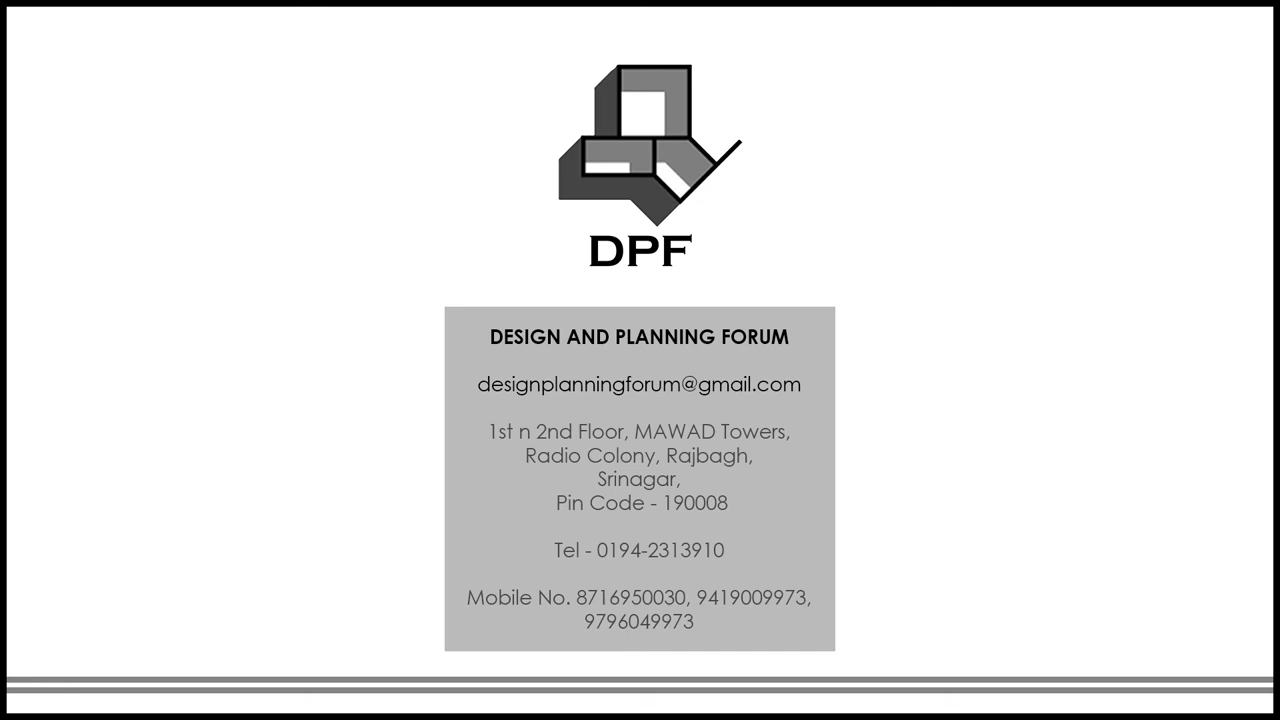 DPF
DESIGN AND PLANNING FORUM
designplanningforum@gmail.com
1st n 2nd Floor, MAWAD Towers,
Radio Colony, Rajbagh,
Srinagar,
Pin Code - 190008
Tel - 0194-2313910
Mobile No. 8716950030, 9419009973,
9796049973